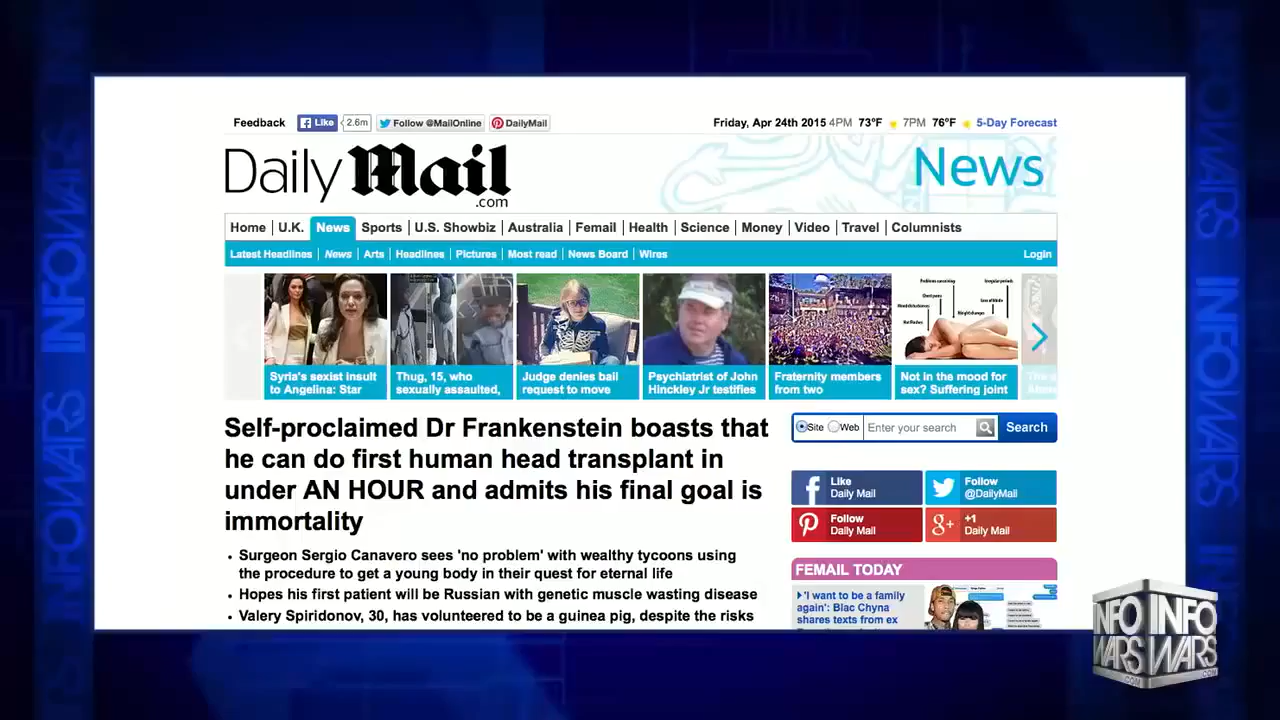 Feedback Like 2.6m Follow @MailOnline DailyMail Friday, Apr 24th 2015 4PM 73°F 7PM 76°F 5-Day Forecast
Daily Mail
.com
News
Home U.K. News Sports U.S. Showbiz Australia Femail Health Science Money Video Travel Columnists
Latest Headlines News Arts Headlines Pictures Most read News Board Wires Login
Syria's sexist insult
to Angelina: Star
Thug, 15, who
sexually assaulted,
Judge denies bail
request to move
Psychiatrist of John
Hinckley Jr testifies
Fraternity members
from two
Not in the mood for
sex? Suffering joint
Self-proclaimed Dr Frankenstein boasts that
he can do first human head transplant in
under AN HOUR and admits his final goal is
immortality
• Surgeon Sergio Canavero sees 'no problem' with wealthy tycoons using
the procedure to get a young body in their quest for eternal life
• Hopes his first patient will be Russian with genetic muscle wasting disease
• Valery Spiridonov, 30, has volunteered to be a guinea pig, despite the risks
Site Web Enter your search Search
Like
Daily Mail
Follow
@DailyMail
Follow
Daily Mail
+1
Daily Mail
FEMAIL TODAY
'I want to be a family
again': Blac Chyna
shares texts from ex
INFO INFO
WARS WARS
.COM .COM
INFOWARS
INFOWARS
INFOWARS
INFOWARS